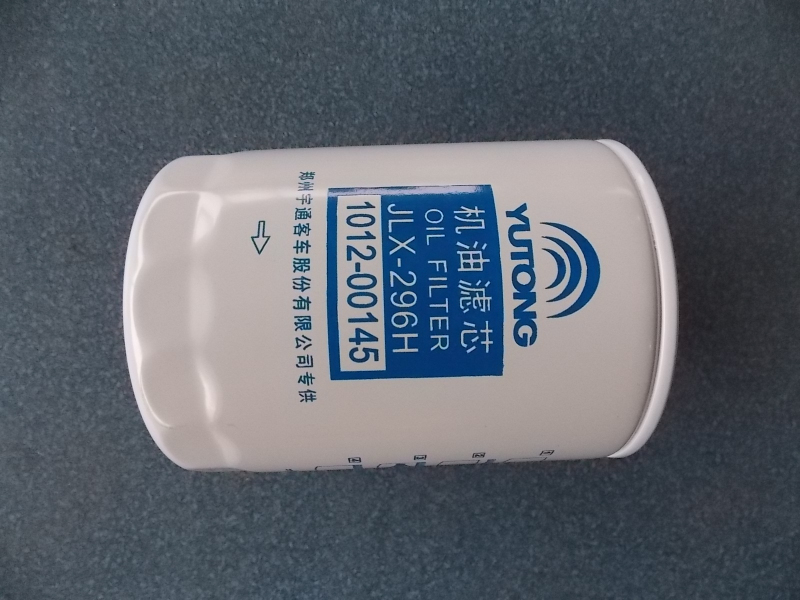 YUTONG
机油滤芯
OIL FILTER
JLX-296H
1012-00145
郑州宇通客车股份有限公司专供